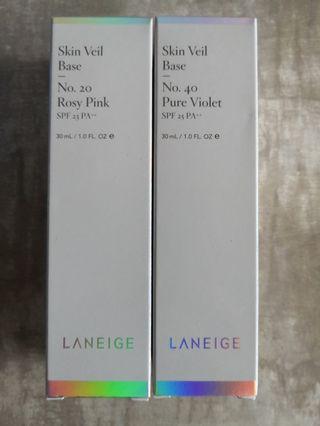 Skin Veil
Base
—
No. 20
Rosy Pink
SPF 23 PA++
30 mL / 1.0 FL. OZ e
LANEIGE
Skin Veil
Base
—
No. 40
Pure Violet
SPF 25 PA++
30 mL / 1.0 FL. OZ e
LANEIGE